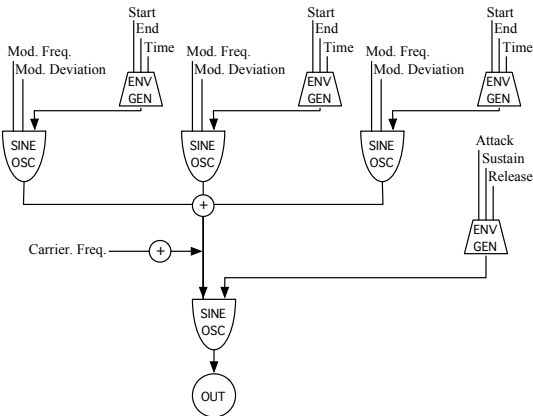 Start
End
Time
Mod. Freq.
Mod. Deviation
ENV
GEN
SINE
OSC
Start
End
Time
Mod. Freq.
Mod. Deviation
ENV
GEN
SINE
OSC
Start
End
Time
Mod. Freq.
Mod. Deviation
ENV
GEN
SINE
OSC
+
Attack
Sustain
Release
ENV
GEN
Carrier. Freq.
+
SINE
OSC
OUT